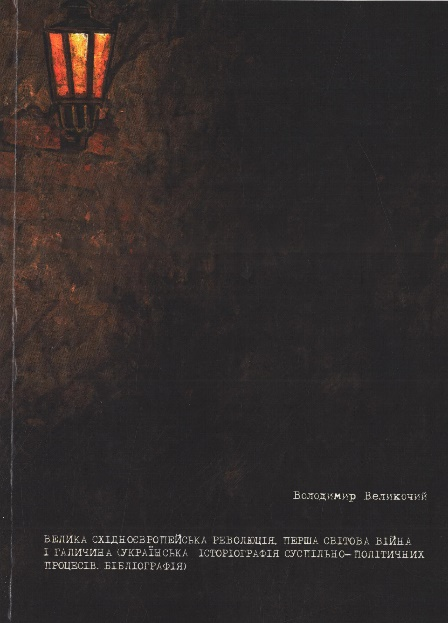 Володимир Великочий
ВЕЛИКА СХІДНОЄВРОПЕЙСЬКА РЕВОЛЮЦІЯ, ПЕРША СВІТОВА ВІЙНА
І ГАЛИЧИНА (УКРАЇНСЬКА ІСТОРІОГРАФІЯ СУСПІЛЬНО-ПОЛІТИЧНИХ
ПРОЦЕСІВ. БІБЛІОГРАФІЯ)